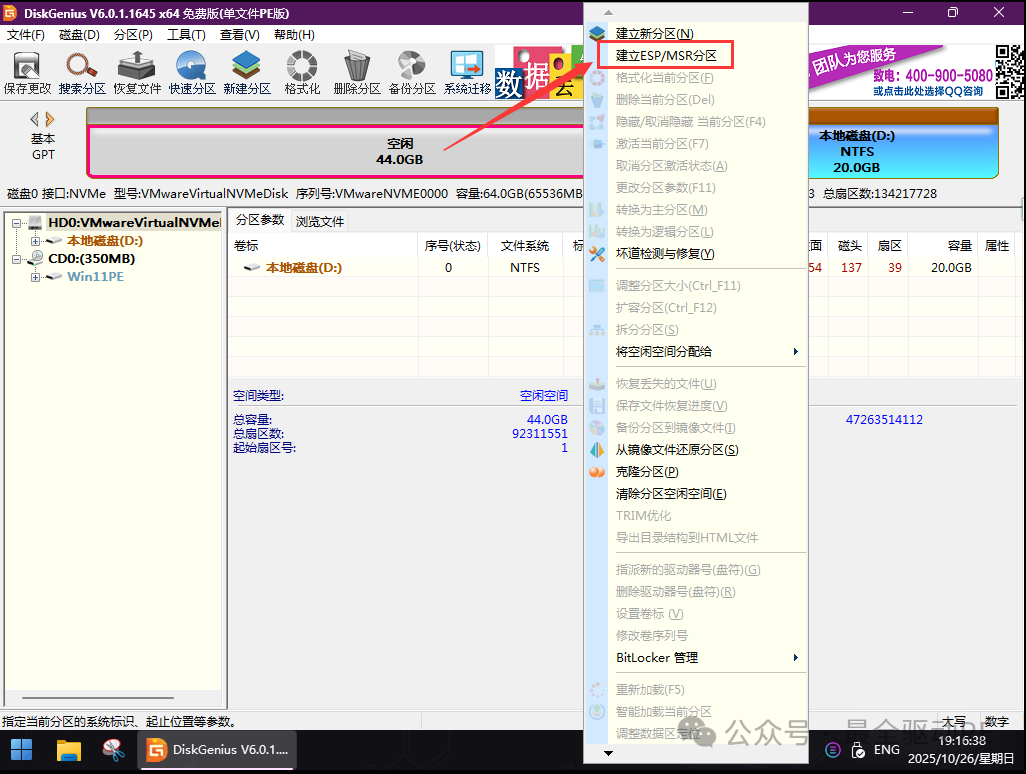 DiskGenius V6.0.1.1645 x64 免费版(单文件PE版)
文件(F) 磁盘(D) 分区(P) 工具(T) 查看(V) 帮助(H)
保存更改 搜索分区 恢复文件 快速分区 新建分区 格式化 删除分区 备份分区 系统迁移
数据 云
团队为您服务
致电: 400-900-5080
或点击此处选择QQ咨询
基本
GPT
空闲
44.0GB
本地磁盘(D:)
NTFS
20.0GB
磁盘0 接口:NVMe 型号:VMwareVirtualNVMeDisk 序列号:VMwareNVME0000 容量:64.0GB(65536MB
3 总扇区数:134217728
HD0:VMwareVirtualNVMeI
本地磁盘(D:)
CD0:(350MB)
Win11PE
分区参数 浏览文件
卷标 序号(状态) 文件系统 标 面 磁头 扇区 容量 属性
本地磁盘(D:) 0 NTFS 54 137 39 20.0GB
空间类型: 空闲空间
总容量: 44.0GB 47263514112
总扇区数: 92311551
起始扇区号: 1
建立新分区(N)
建立ESP/MSR分区
格式化当前分区(F)
删除当前分区(Del)
隐藏/取消隐藏 当前分区(F4)
激活当前分区(F7)
取消分区激活状态(A)
更改分区参数(F11)
转换为主分区(M)
转换为逻辑分区(L)
坏道检测与修复(Y)
调整分区大小(Ctrl_F11)
扩容分区(Ctrl_F12)
拆分分区(S)
将空闲空间分配给
恢复丢失的文件(U)
保存文件恢复进度(V)
备份分区到镜像文件(I)
从镜像文件还原分区(S)
克隆分区(P)
清除分区空闲空间(E)
TRIM优化
导出目录结构到HTML文件
指派新的驱动器号(盘符)(G)
删除驱动器号(盘符)(R)
设置卷标 (V)
修改卷序列号
BitLocker 管理
重新加载(F5)
智能加载当前分区
调整数据区定位
指定当前分区的系统标识、起止位置等参数。
大写 数字
公众号 最全驱动
DiskGenius V6.0.1....
ENG
19:16:38
2025/10/26/星期日